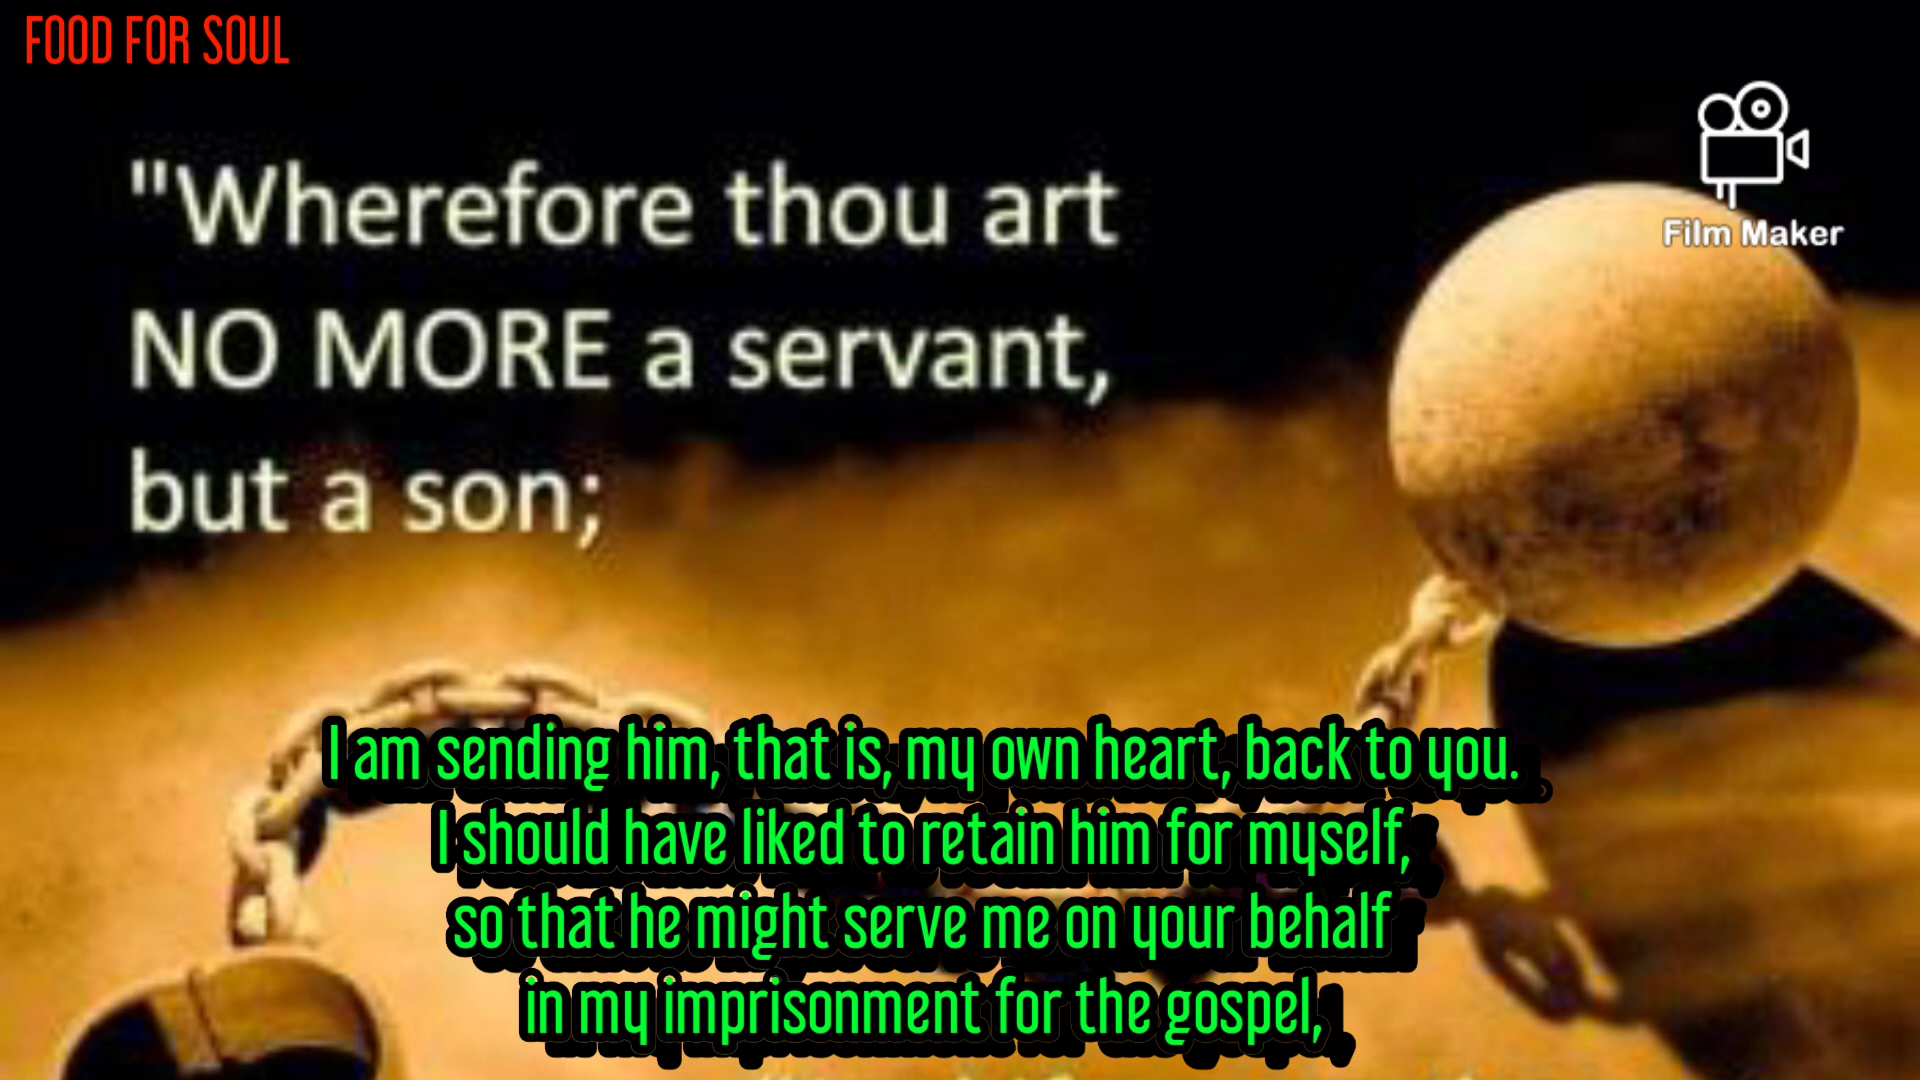 FOOD FOR SOUL
Film Maker
"Wherefore thou art
NO MORE a servant,
but a son;
I am sending him, that is, my own heart, back to you.
I should have liked to retain him for myself,
so that he might serve me on your behalf
in my imprisonment for the gospel,